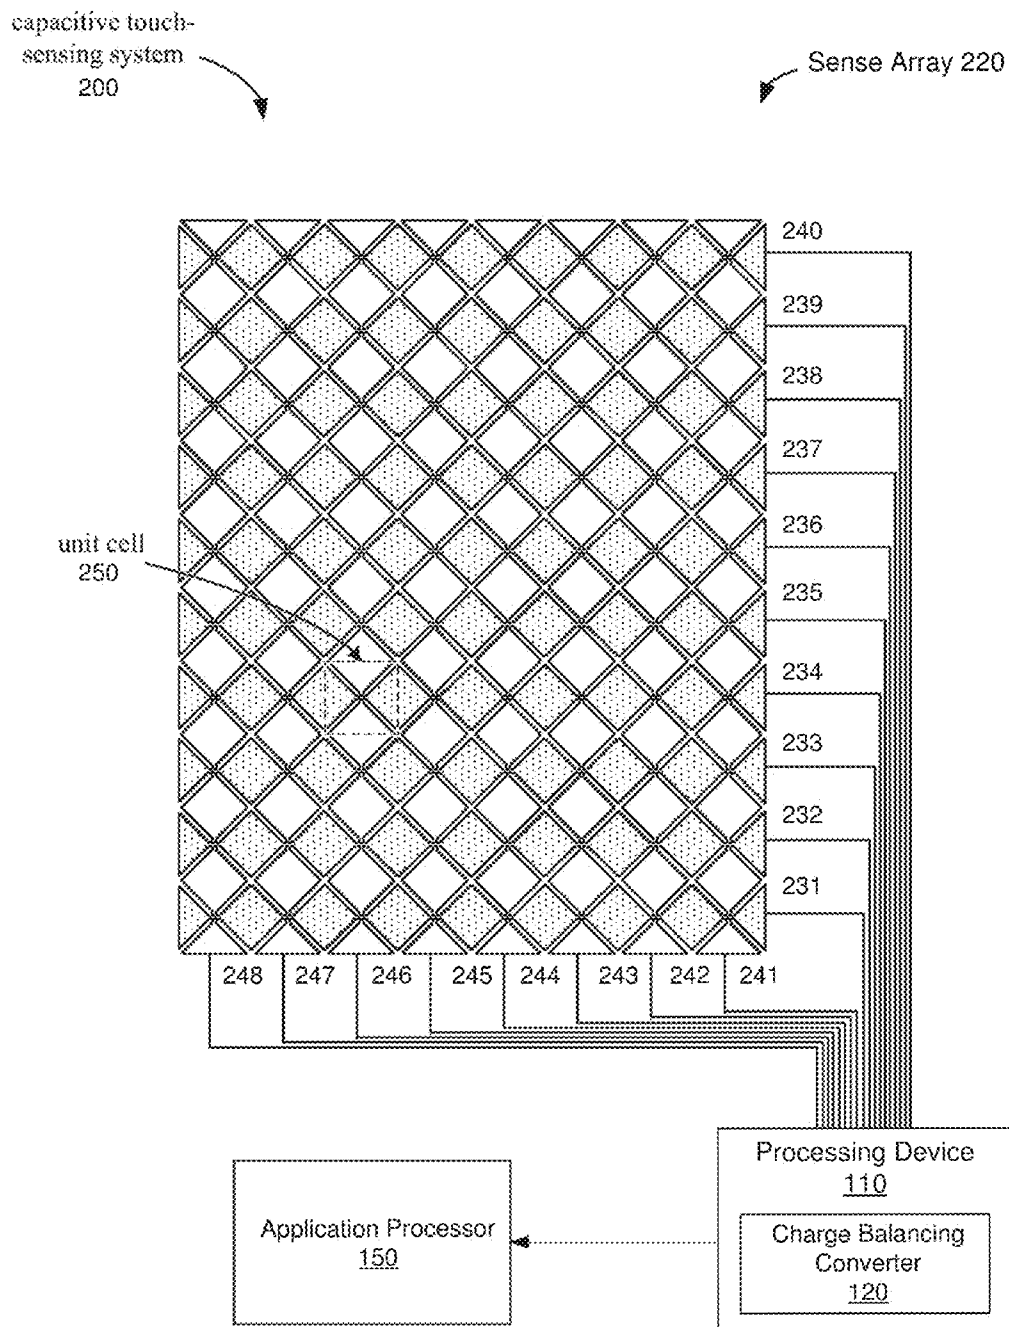 capacitive touch-
sensing system
200
Sense Array 220
240
239
238
237
236
unit cell
250
235
234
233
232
231
248 247 246 245 244 243 242 241
Processing Device
110
Application Processor
150
Charge Balancing
Converter
120